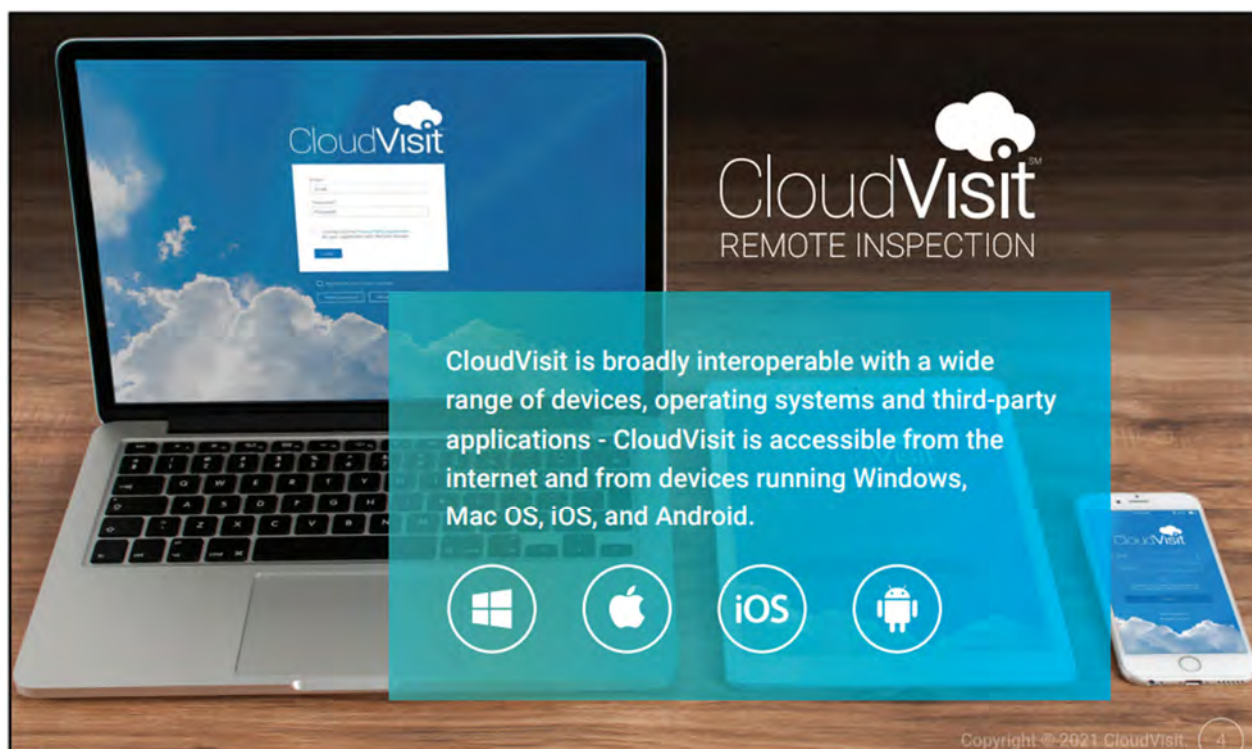 CloudVisit
CloudVisit SM
REMOTE INSPECTION
CloudVisit is broadly interoperable with a wide
range of devices, operating systems and third-party
applications - CloudVisit is accessible from the
internet and from devices running Windows,
Mac OS, iOS, and Android.
iOS
CloudVisit
Copyright © 2021 CloudVisit. 4